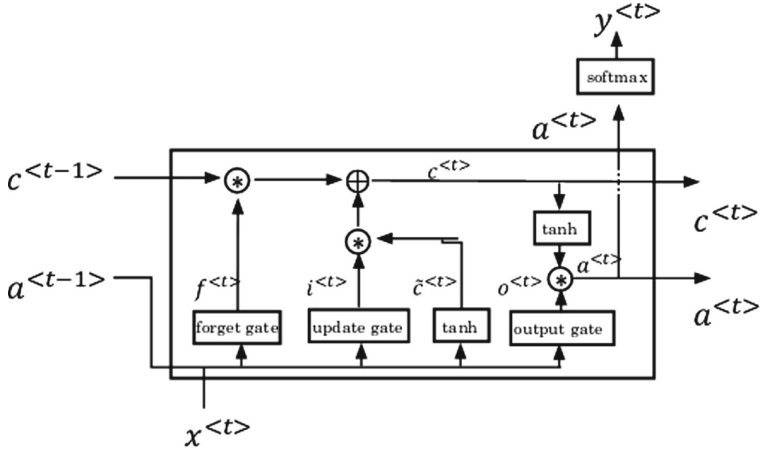 y<t>
softmax
a<t>
c<t-1>
c<t>
c<t>
tanh
a<t-1>
f<t>
i<t>
c̃<t>
o<t>
a<t>
a<t>
forget gate
update gate
tanh
output gate
x<t>